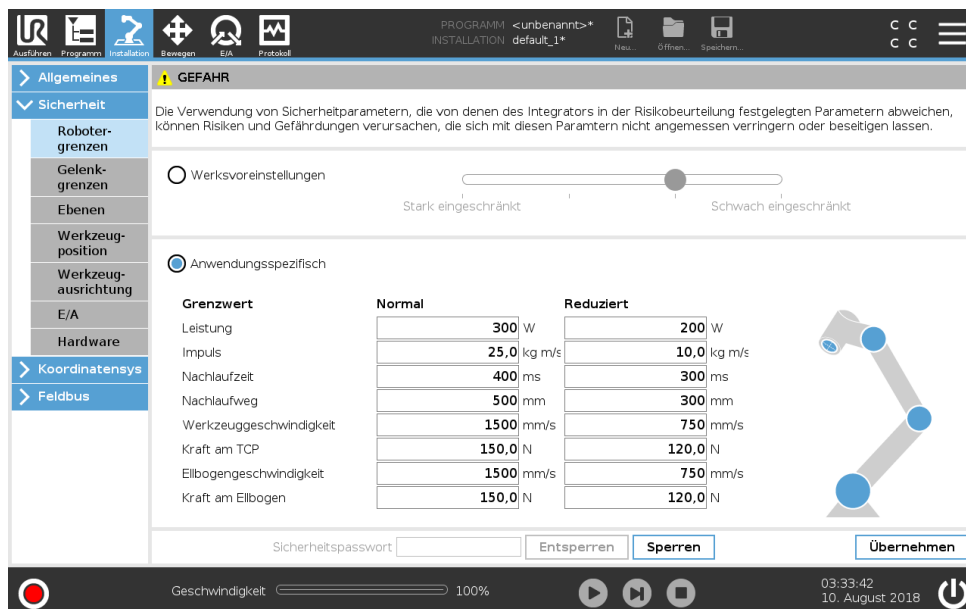 PROGRAMM <unbenannt>*
INSTALLATION default_1*
Ausführen Programm Installation Bewegen E/A Protokoll
Neu... Öffnen... Speichern...
C C
C C
Allgemeines
Sicherheit
Roboter-
grenzen
Gelenk-
grenzen
Ebenen
Werkzeug-
position
Werkzeug-
ausrichtung
E/A
Hardware
Koordinatensys
Feldbus
GEFAHR
Die Verwendung von Sicherheitparametern, die von denen des Integrators in der Risikobeurteilung festgelegten Parametern abweichen,
können Risiken und Gefährdungen verursachen, die sich mit diesen Paramtern nicht angemessen verringern oder beseitigen lassen.
Werksvoreinstellungen
Stark eingeschränkt Schwach eingeschränkt
Anwendungsspezifisch
Grenzwert Normal Reduziert
Leistung 300 W 200 W
Impuls 25,0 kg m/s 10,0 kg m/s
Nachlaufzeit 400 ms 300 ms
Nachlaufweg 500 mm 300 mm
Werkzeuggeschwindigkeit 1500 mm/s 750 mm/s
Kraft am TCP 150,0 N 120,0 N
Ellbogengeschwindigkeit 1500 mm/s 750 mm/s
Kraft am Ellbogen 150,0 N 120,0 N
Sicherheitspasswort Entsperren Sperren Übernehmen
Geschwindigkeit 100%
03:33:42
10. August 2018